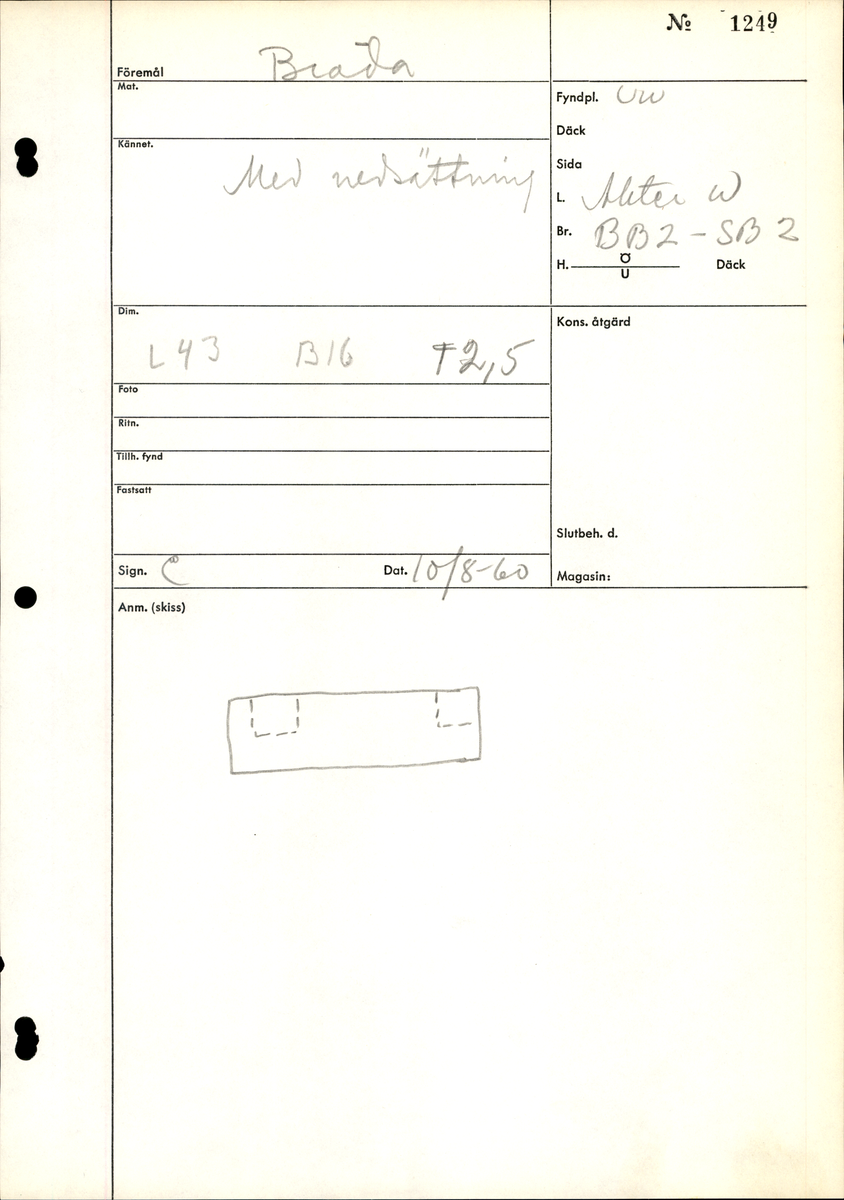 № 1249
Föremål Bräda
Mat.
Fyndpl. UW
Däck
Kännet.
Med nedsättning
Sida
L. Akter W
Br. BB2 - SB2
H. Ö
U
Däck
Dim.
L 43 B16 T2,5
Kons. åtgärd
Foto
Ritn.
Tillh. fynd
Fastsatt
Slutbeh. d.
Sign. Dat. 10/8-60
Magasin:
Anm. (skiss)